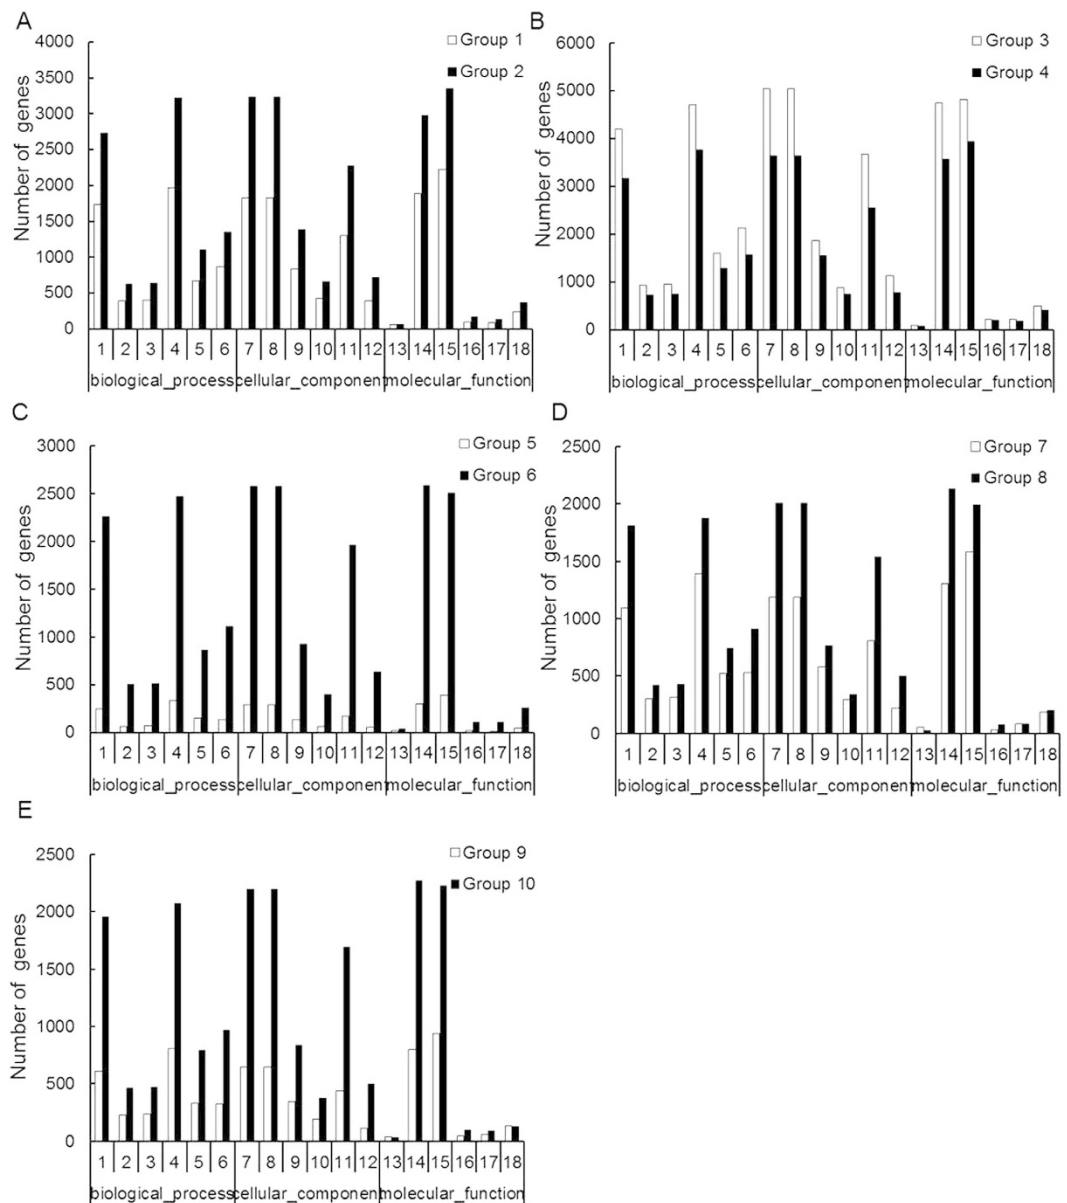 A
Number of genes
4000
3500
3000
2500
2000
1500
1000
500
0
Group 1
Group 2
1 2 3 4 5 6 7 8 9 10 11 12 13 14 15 16 17 18
biological_process cellular_component molecular_function
B
Number of genes
6000
5000
4000
3000
2000
1000
0
Group 3
Group 4
1 2 3 4 5 6 7 8 9 10 11 12 13 14 15 16 17 18
biological_process cellular_component molecular_function
C
Number of genes
3000
2500
2000
1500
1000
500
0
Group 5
Group 6
1 2 3 4 5 6 7 8 9 10 11 12 13 14 15 16 17 18
biological_process cellular_component molecular_function
D
Number of genes
2500
2000
1500
1000
500
0
Group 7
Group 8
1 2 3 4 5 6 7 8 9 10 11 12 13 14 15 16 17 18
biological_process cellular_component molecular_function
E
Number of genes
2500
2000
1500
1000
500
0
Group 9
Group 10
1 2 3 4 5 6 7 8 9 10 11 12 13 14 15 16 17 18
biological_process cellular_component molecular_function